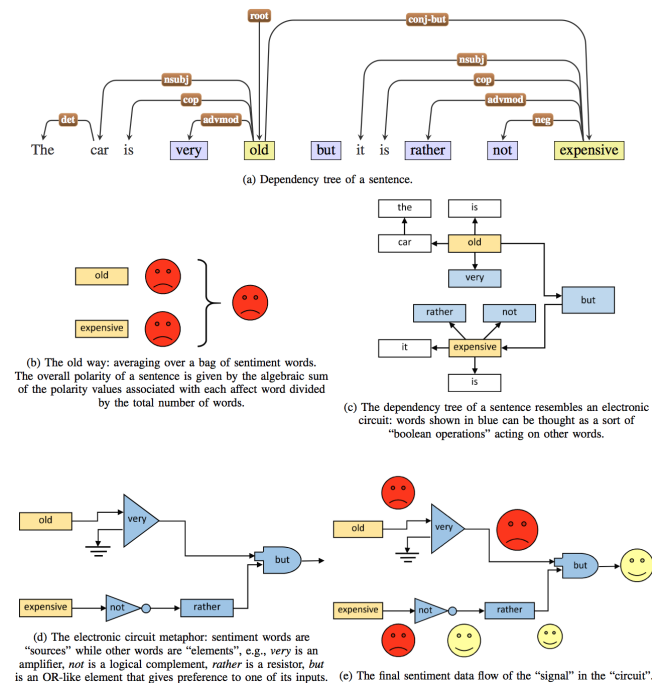 root
conj-but
nsubj
nsubj
cop
cop
advmod
det
advmod
neg
The car is very old but it is rather not expensive
(a) Dependency tree of a sentence.
the
is
car
old
very
but
rather
not
it
expensive
is
old
expensive
(b) The old way: averaging over a bag of sentiment words.
The overall polarity of a sentence is given by the algebraic sum
of the polarity values associated with each affect word divided
by the total number of words.
(c) The dependency tree of a sentence resembles an electronic
circuit: words shown in blue can be thought as a sort of
“boolean operations” acting on other words.
old
very
but
expensive
not
rather
(d) The electronic circuit metaphor: sentiment words are
“sources” while other words are “elements”, e.g., very is an
amplifier, not is a logical complement, rather is a resistor, but
is an OR-like element that gives preference to one of its inputs.
old
very
but
expensive
not
rather
(e) The final sentiment data flow of the “signal” in the “circuit”.